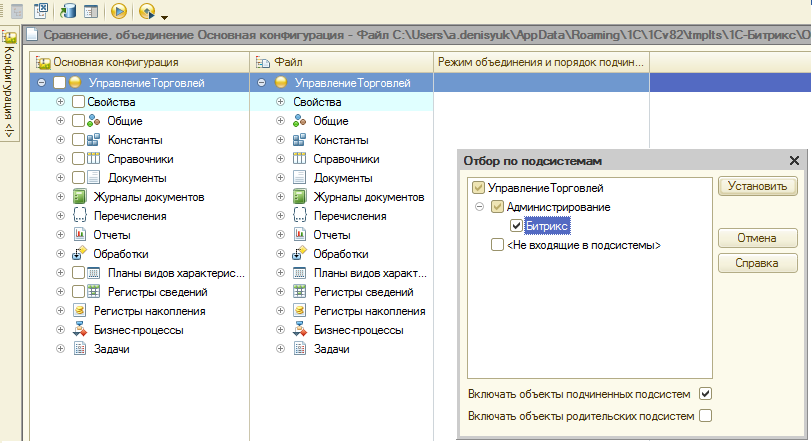 Сравнение, объединение Основная конфигурация - Файл C:\Users\a.denisyuk\AppData\Roaming\1C\1Cv82\tmplts\1С-Битрикс\О
Конфигурация <!>
Основная конфигурация Файл Режим объединения и порядок подчин...
УправлениеТорговлей УправлениеТорговлей
Свойства Свойства
Общие Общие
Константы Константы
Справочники Справочники
Документы Документы
Журналы документов Журналы документов
Перечисления Перечисления
Отчеты Отчеты
Обработки Обработки
Планы видов характерис... Планы видов характ...
Регистры сведений Регистры сведений
Регистры накопления Регистры накопления
Бизнес-процессы Бизнес-процессы
Задачи Задачи
Отбор по подсистемам
УправлениеТорговлей
Администрирование
Битрикс
<Не входящие в подсистемы>
Установить
Отмена
Справка
Включать объекты подчиненных подсистем
Включать объекты родительских подсистем